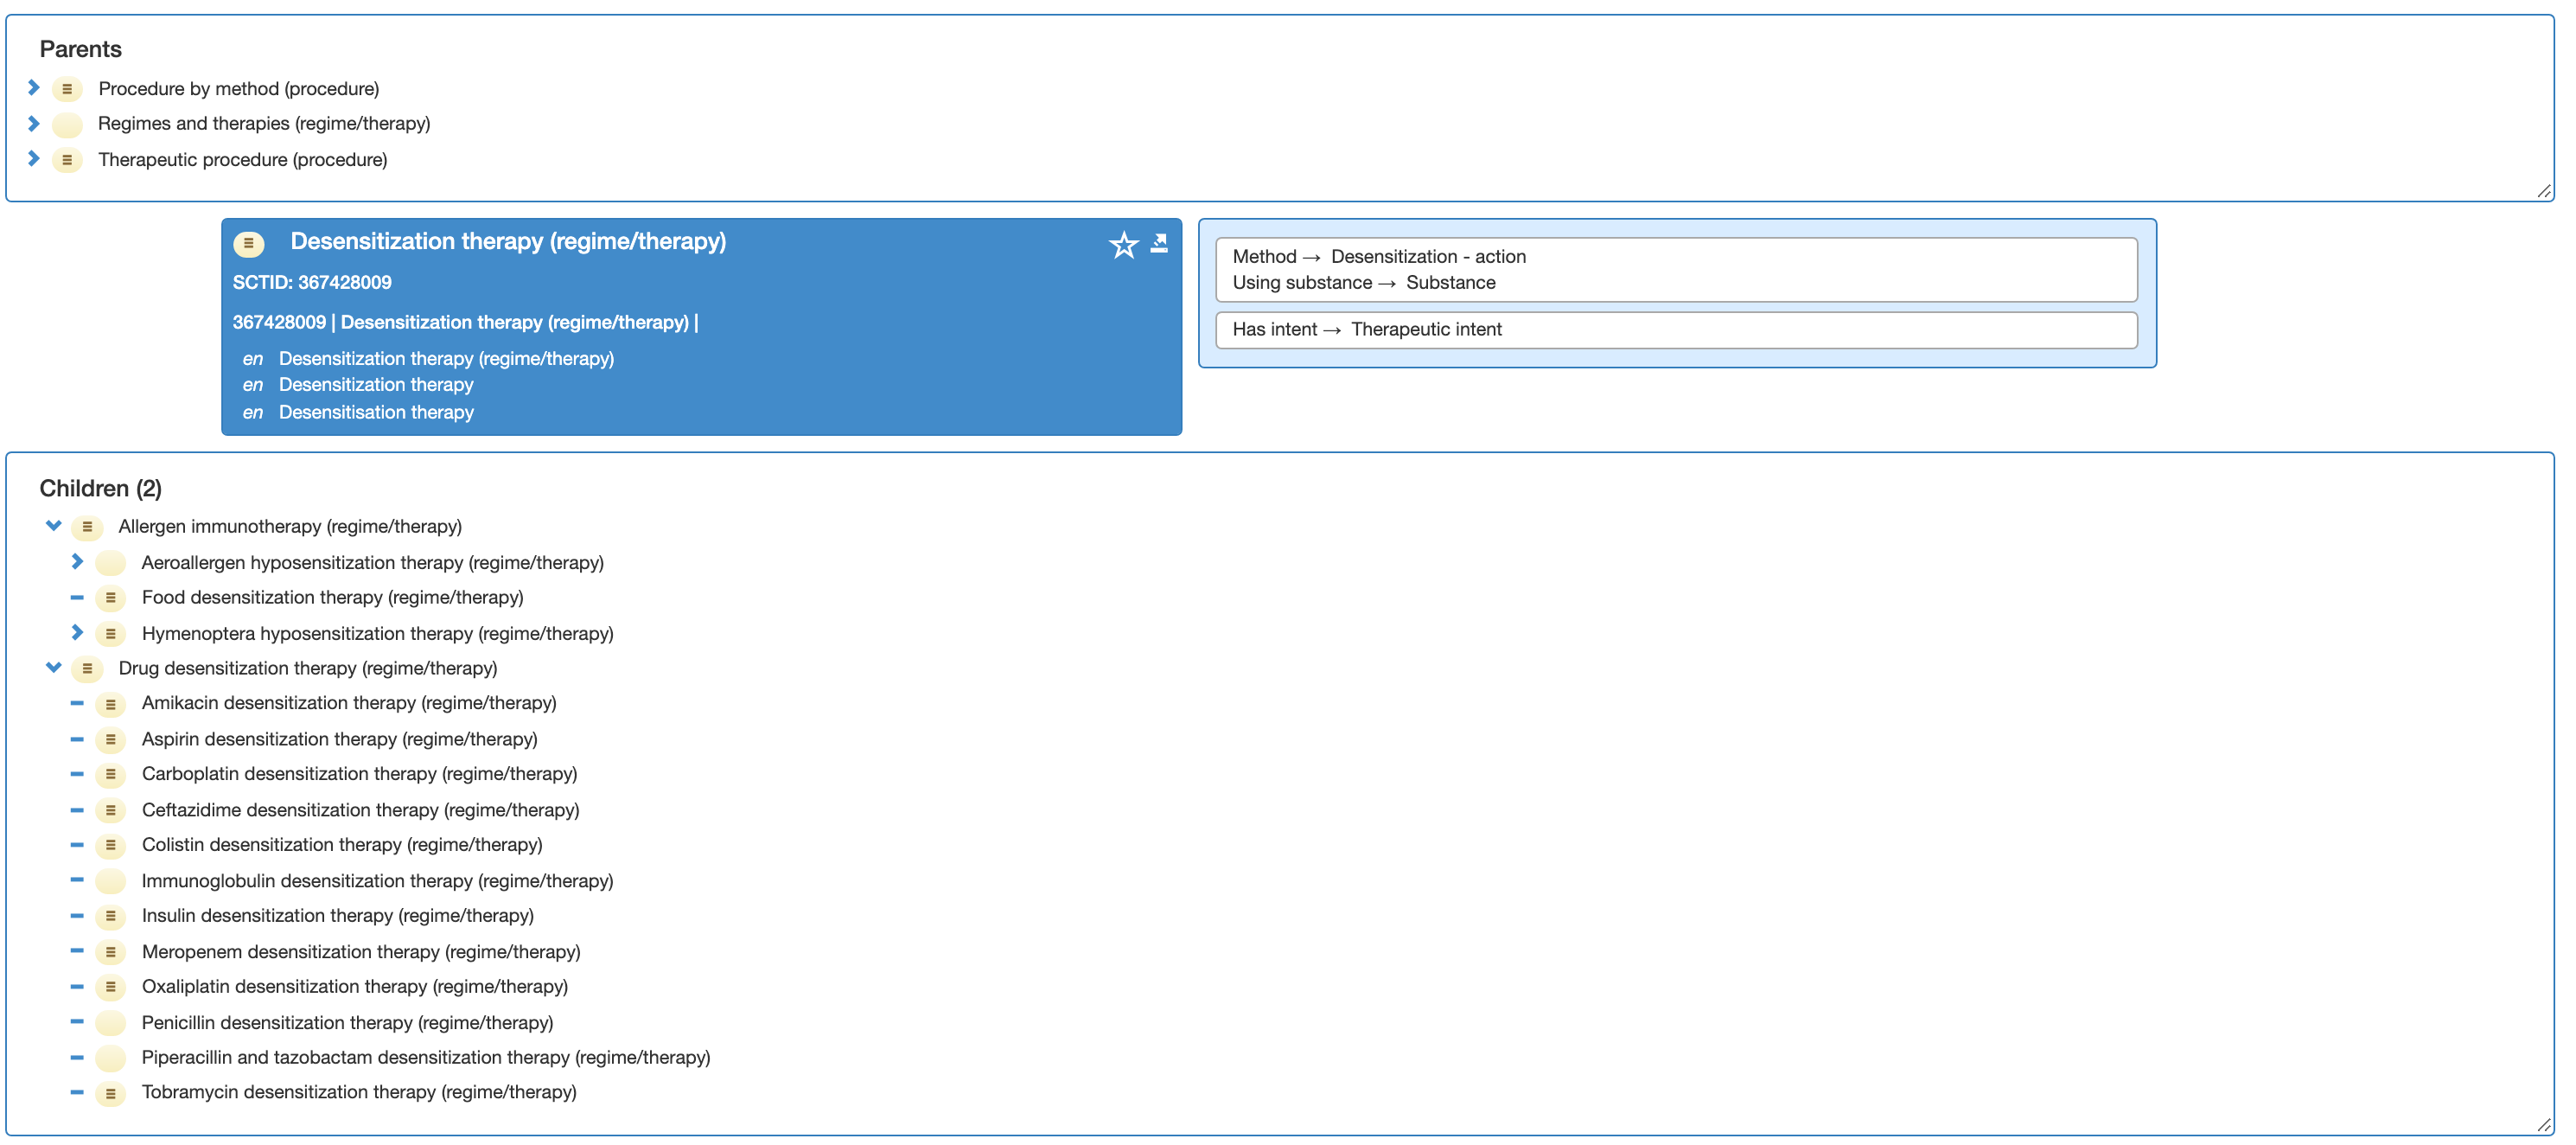 Parents
Procedure by method (procedure)
Regimes and therapies (regime/therapy)
Therapeutic procedure (procedure)
Desensitization therapy (regime/therapy)
SCTID: 367428009
367428009 | Desensitization therapy (regime/therapy) |
en Desensitization therapy (regime/therapy)
en Desensitization therapy
en Desensitisation therapy
Method → Desensitization - action
Using substance → Substance
Has intent → Therapeutic intent
Children (2)
Allergen immunotherapy (regime/therapy)
Aeroallergen hyposensitization therapy (regime/therapy)
Food desensitization therapy (regime/therapy)
Hymenoptera hyposensitization therapy (regime/therapy)
Drug desensitization therapy (regime/therapy)
Amikacin desensitization therapy (regime/therapy)
Aspirin desensitization therapy (regime/therapy)
Carboplatin desensitization therapy (regime/therapy)
Ceftazidime desensitization therapy (regime/therapy)
Colistin desensitization therapy (regime/therapy)
Immunoglobulin desensitization therapy (regime/therapy)
Insulin desensitization therapy (regime/therapy)
Meropenem desensitization therapy (regime/therapy)
Oxaliplatin desensitization therapy (regime/therapy)
Penicillin desensitization therapy (regime/therapy)
Piperacillin and tazobactam desensitization therapy (regime/therapy)
Tobramycin desensitization therapy (regime/therapy)